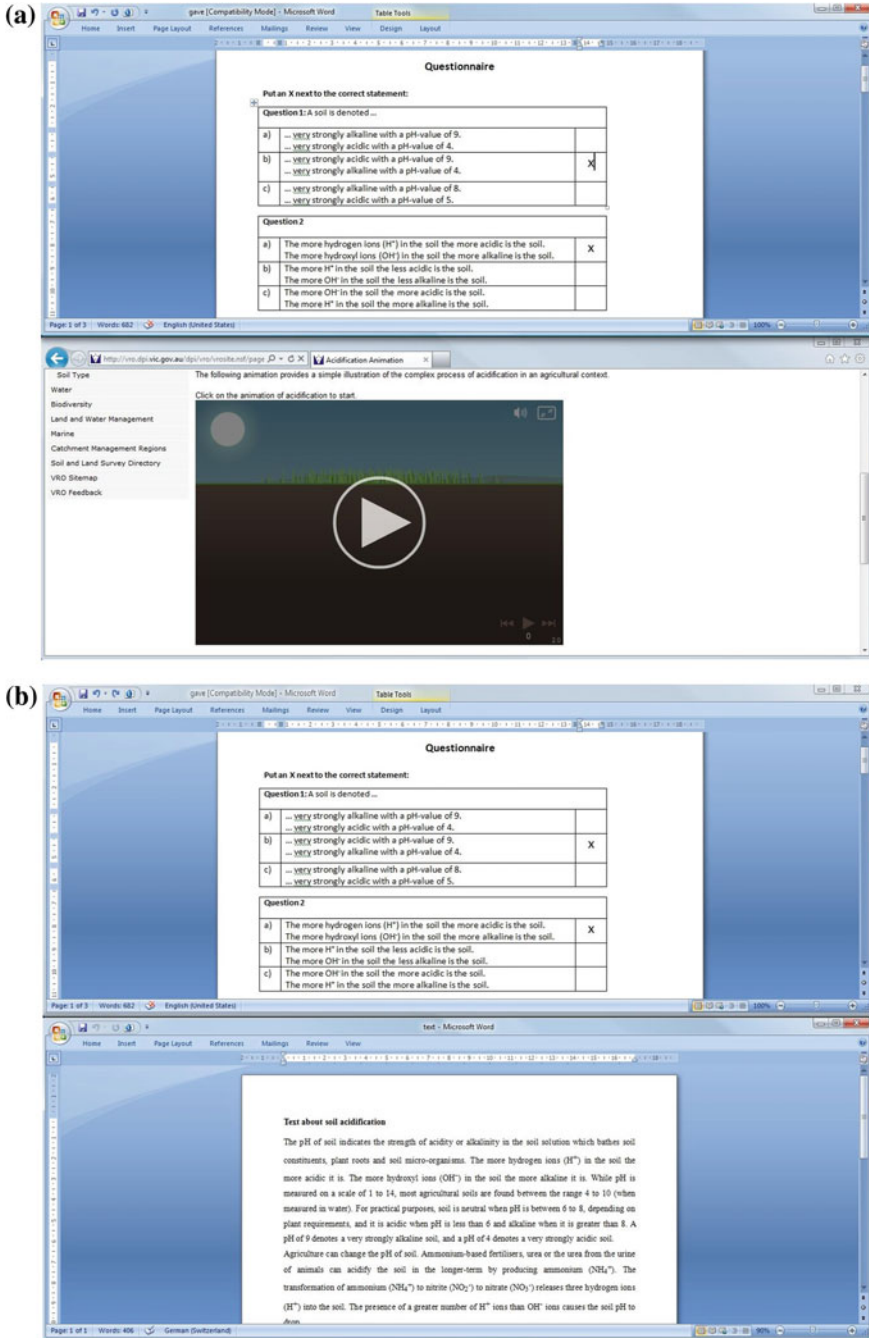 (a)
gave [Compatibility Mode] - Microsoft Word
Table Tools
Home Insert Page Layout References Mailings Review View Design Layout
Questionnaire
Put an X next to the correct statement:
Question 1: A soil is denoted ...
a) ... very strongly alkaline with a pH-value of 9.
... very strongly acidic with a pH-value of 4.
b) ... very strongly acidic with a pH-value of 9.
... very strongly alkaline with a pH-value of 4.
X
c) ... very strongly alkaline with a pH-value of 8.
... very strongly acidic with a pH-value of 5.
Question 2
a) The more hydrogen ions (H⁺) in the soil the more acidic is the soil.
The more hydroxyl ions (OH⁻) in the soil the more alkaline is the soil.
X
b) The more H⁺ in the soil the less acidic is the soil.
The more OH⁻ in the soil the less alkaline is the soil.
c) The more OH⁻ in the soil the more acidic is the soil.
The more H⁺ in the soil the more alkaline is the soil.
Page: 1 of 3 Words: 682 English (United States) 100%
http://vro.dpi.vic.gov.au/dpi/vro/vrosite.nsf/page
Acidification Animation
Soil Type
Water
Biodiversity
Land and Water Management
Marine
Catchment Management Regions
Soil and Land Survey Directory
VRO Sitemap
VRO Feedback
The following animation provides a simple illustration of the complex process of acidification in an agricultural context.
Click on the animation of acidification to start.
0
20
(b)
gave [Compatibility Mode] - Microsoft Word
Table Tools
Home Insert Page Layout References Mailings Review View Design Layout
Questionnaire
Put an X next to the correct statement:
Question 1: A soil is denoted ...
a) ... very strongly alkaline with a pH-value of 9.
... very strongly acidic with a pH-value of 4.
b) ... very strongly acidic with a pH-value of 9.
... very strongly alkaline with a pH-value of 4.
X
c) ... very strongly alkaline with a pH-value of 8.
... very strongly acidic with a pH-value of 5.
Question 2
a) The more hydrogen ions (H⁺) in the soil the more acidic is the soil.
The more hydroxyl ions (OH⁻) in the soil the more alkaline is the soil.
X
b) The more H⁺ in the soil the less acidic is the soil.
The more OH⁻ in the soil the less alkaline is the soil.
c) The more OH⁻ in the soil the more acidic is the soil.
The more H⁺ in the soil the more alkaline is the soil.
Page: 1 of 3 Words: 682 English (United States) 100%
text - Microsoft Word
Home Insert Page Layout References Mailings Review View
Text about soil acidification
The pH of soil indicates the strength of acidity or alkalinity in the soil solution which bathes soil
constituents, plant roots and soil micro-organisms. The more hydrogen ions (H⁺) in the soil the
more acidic it is. The more hydroxyl ions (OH⁻) in the soil the more alkaline it is. While pH is
measured on a scale of 1 to 14, most agricultural soils are found between the range 4 to 10 (when
measured in water). For practical purposes, soil is neutral when pH is between 6 to 8, depending on
plant requirements, and it is acidic when pH is less than 6 and alkaline when it is greater than 8. A
pH of 9 denotes a very strongly alkaline soil, and a pH of 4 denotes a very strongly acidic soil.
Agriculture can change the pH of soil. Ammonium-based fertilisers, urea or the urea from the urine
of animals can acidify the soil in the longer-term by producing ammonium (NH₄⁺). The
transformation of ammonium (NH₄⁺) to nitrite (NO₂⁻) to nitrate (NO₃⁻) releases three hydrogen ions
(H⁺) into the soil. The presence of a greater number of H⁺ ions than OH⁻ ions causes the soil pH to
drop
Page: 1 of 1 Words: 406 German (Switzerland) 90%